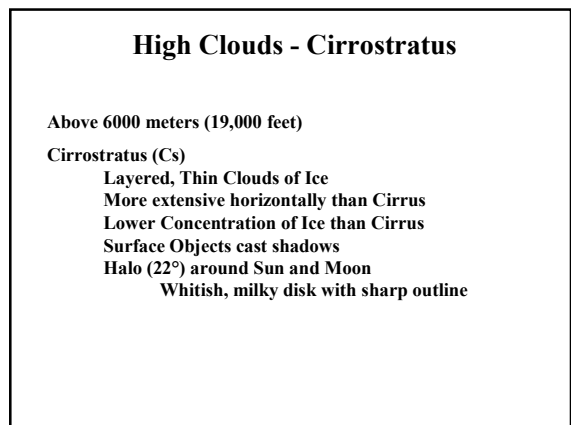 High Clouds - Cirrostratus
Above 6000 meters (19,000 feet)
Cirrostratus (Cs)
Layered, Thin Clouds of Ice
More extensive horizontally than Cirrus
Lower Concentration of Ice than Cirrus
Surface Objects cast shadows
Halo (22°) around Sun and Moon
Whitish, milky disk with sharp outline